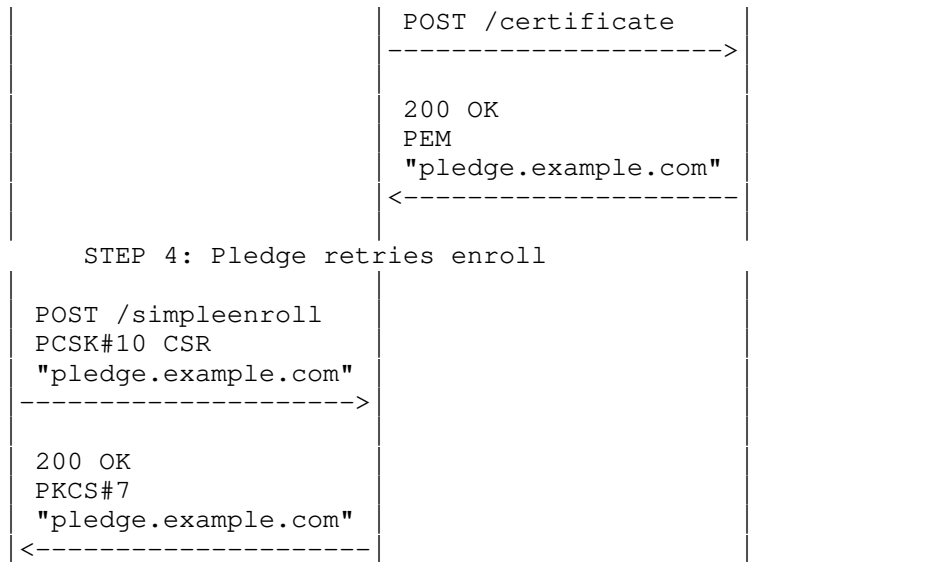 POST /certificate
200 OK
PEM
"pledge.example.com"
STEP 4: Pledge retries enroll
POST /simpleenroll
PCSK#10 CSR
"pledge.example.com"
200 OK
PKCS#7
"pledge.example.com"